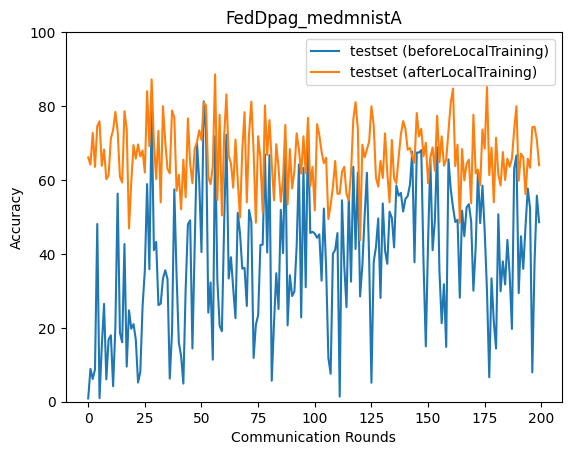 FedDpag_medmnistA
testset (beforeLocalTraining)
testset (afterLocalTraining)
100
80
60
40
20
0
Accuracy
0 25 50 75 100 125 150 175 200
Communication Rounds